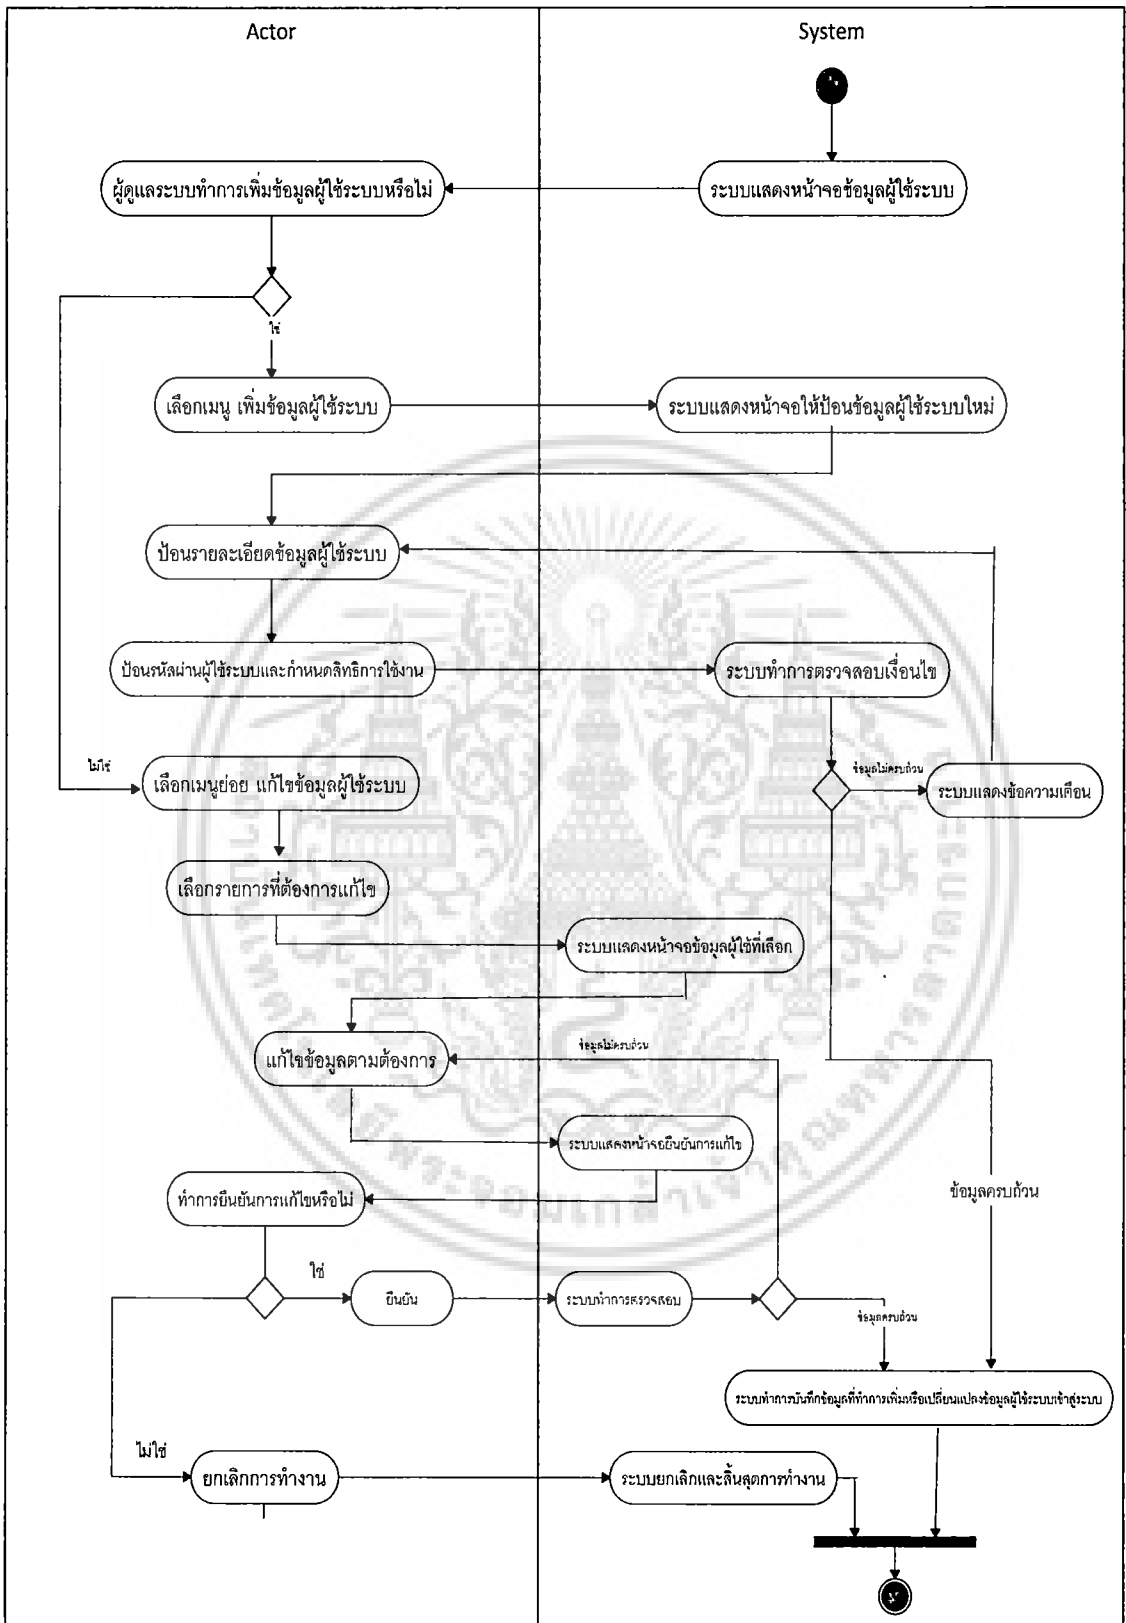 Actor
System
ระบบแสดงหน้าจอข้อมูลผู้ใช้ระบบ
ผู้ดูแลระบบทำการเพิ่มข้อมูลผู้ใช้ระบบหรือไม่
ใช่
เลือกเมนู เพิ่มข้อมูลผู้ใช้ระบบ
ระบบแสดงหน้าจอให้ป้อนข้อมูลผู้ใช้ระบบใหม่
ป้อนรายละเอียดข้อมูลผู้ใช้ระบบ
ป้อนรหัสผ่านผู้ใช้ระบบและกำหนดสิทธิการใช้งาน
ระบบทำการตรวจสอบเงื่อนไข
ข้อมูลไม่ครบถ้วน
ระบบแสดงข้อความเตือน
ไม่ใช่
เลือกเมนูย่อย แก้ไขข้อมูลผู้ใช้ระบบ
เลือกรายการที่ต้องการแก้ไข
ระบบแสดงหน้าจอข้อมูลผู้ใช้ที่เลือก
แก้ไขข้อมูลตามต้องการ
ข้อมูลไม่ครบถ้วน
ระบบแสดงหน้าจอยืนยันการแก้ไข
ทำการยืนยันการแก้ไขหรือไม่
ข้อมูลครบถ้วน
ใช่
ยืนยัน
ระบบทำการตรวจสอบ
ข้อมูลครบถ้วน
ระบบทำการบันทึกข้อมูลที่ทำการเพิ่มหรือเปลี่ยนแปลงข้อมูลผู้ใช้ระบบเข้าสู่ระบบ
ไม่ใช่
ยกเลิกการทำงาน
ระบบยกเลิกและสิ้นสุดการทำงาน